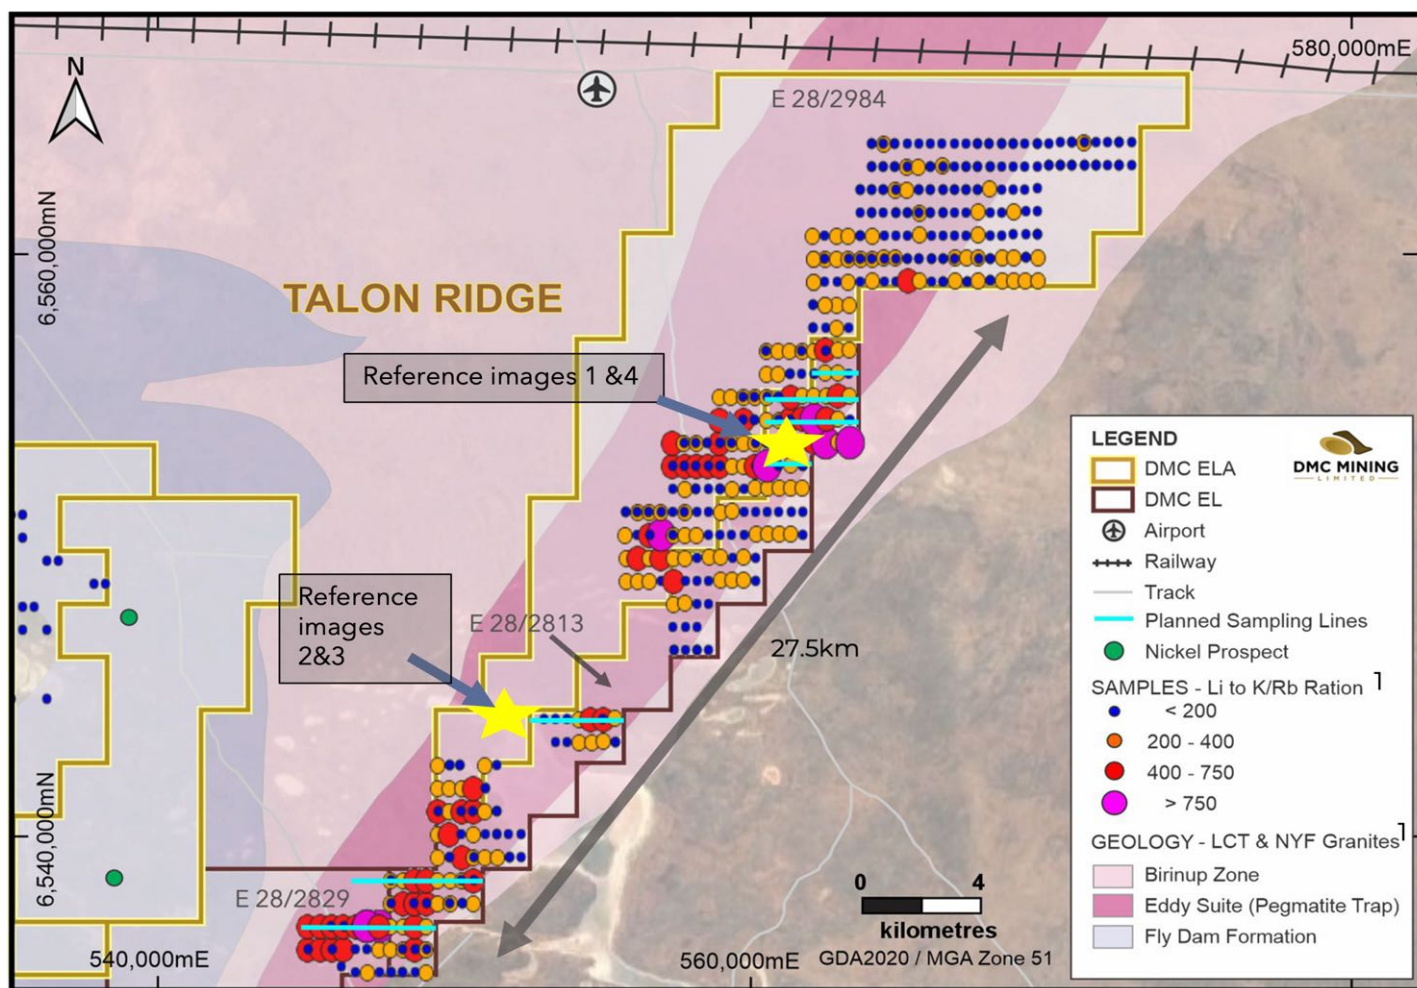 580,000mE
N
E 28/2984
6,560,000mN
TALON RIDGE
Reference images 1 &4
Reference
images
2&3
E 28/2813
27.5km
6,540,000mN
E 28/2829
540,000mE
560,000mE
0 4
kilometres
GDA2020 / MGA Zone 51
LEGEND
DMC MINING
LIMITED
DMC ELA
DMC EL
Airport
Railway
Track
Planned Sampling Lines
Nickel Prospect
SAMPLES - Li to K/Rb Ration 1
< 200
200 - 400
400 - 750
> 750
GEOLOGY - LCT & NYF Granites 1
Birinup Zone
Eddy Suite (Pegmatite Trap)
Fly Dam Formation